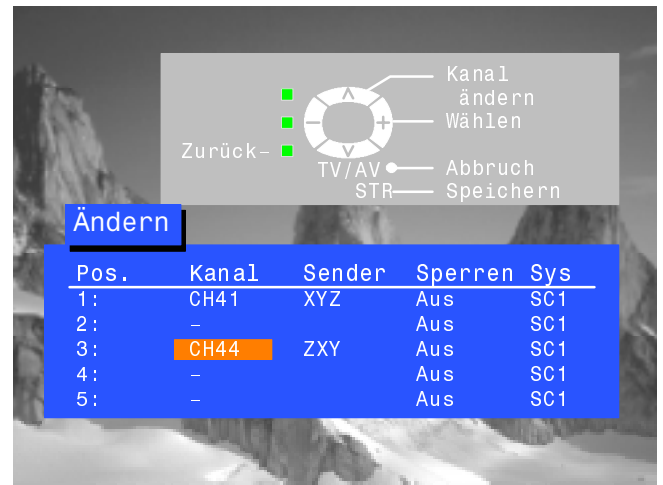 Kanal
ändern
Wählen
Zurück–
TV/AV Abbruch
STR Speichern
Ändern
Pos. Kanal Sender Sperren Sys
1: CH41 XYZ Aus SC1
2: – Aus SC1
3: CH44 ZXY Aus SC1
4: – Aus SC1
5: – Aus SC1